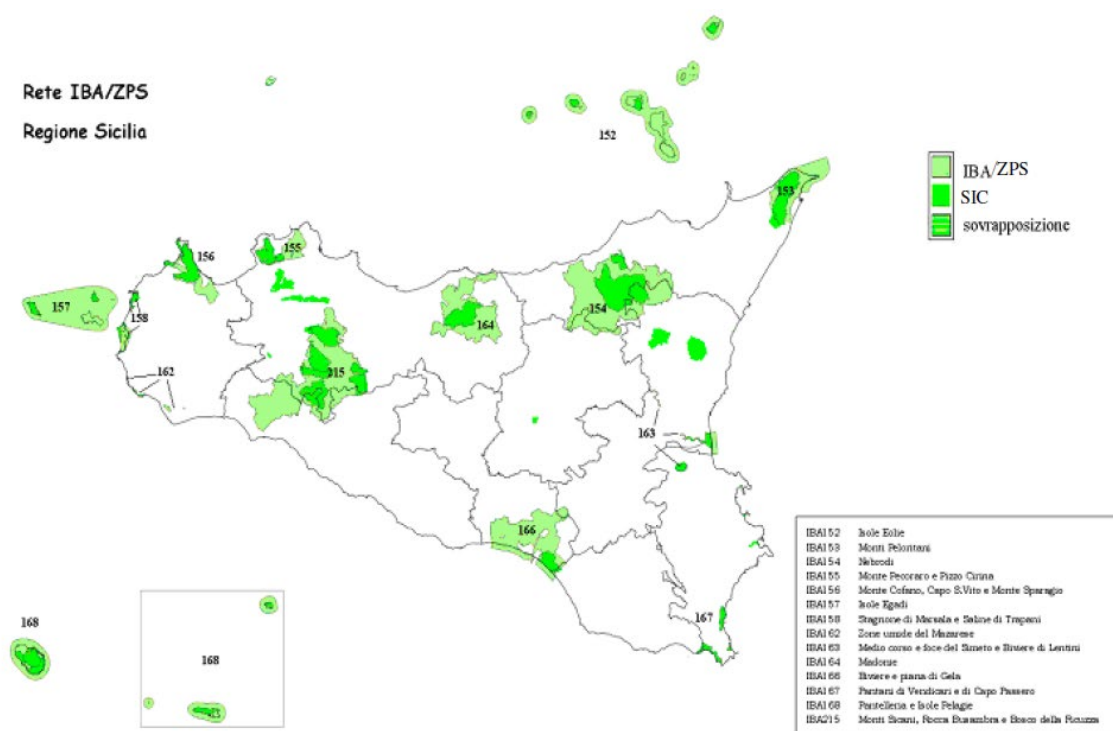 Rete IBA/ZPS
Regione Sicilia
152
153
IBA/ZPS
SIC
sovrapposizione
156
155
157
158
154
164
162
215
163
166
168
168
167
IBA152 Isole Eolie
IBA153 Monti Peloritani
IBA154 Nebrodi
IBA155 Monte Pecoraro e Pizzo Cirina
IBA156 Monte Cofano, Capo S.Vito e Monte Sparagio
IBA157 Isole Egadi
IBA158 Stagnone di Marsala e Saline di Trapani
IBA162 Zone umide del Mazarese
IBA163 Medio corso e foce del Simeto e Biviere di Lentini
IBA164 Madonie
IBA166 Biviere e piana di Gela
IBA167 Pantani di Vendicari e di Capo Passero
IBA168 Pantelleria e Isole Pelagie
IBA215 Monti Sicani, Rocca Busambra e Bosco della Ficuzza